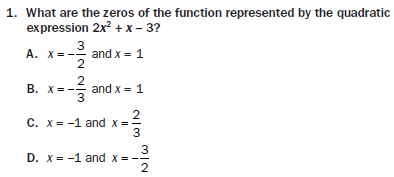 1. What are the zeros of the function represented by the quadratic
expression 2x² + x – 3?
A. x = –3/2 and x = 1
B. x = –2/3 and x = 1
C. x = –1 and x = 2/3
D. x = –1 and x = –3/2